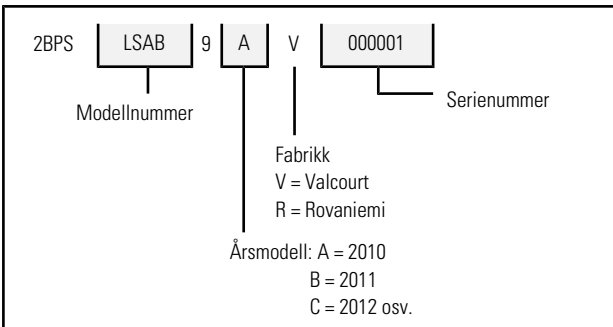 2BPS LSAB 9 A V 000001
Modellnummer
Serienummer
Fabrikk
V = Valcourt
R = Rovaniemi
Årsmodell: A = 2010
B = 2011
C = 2012 osv.